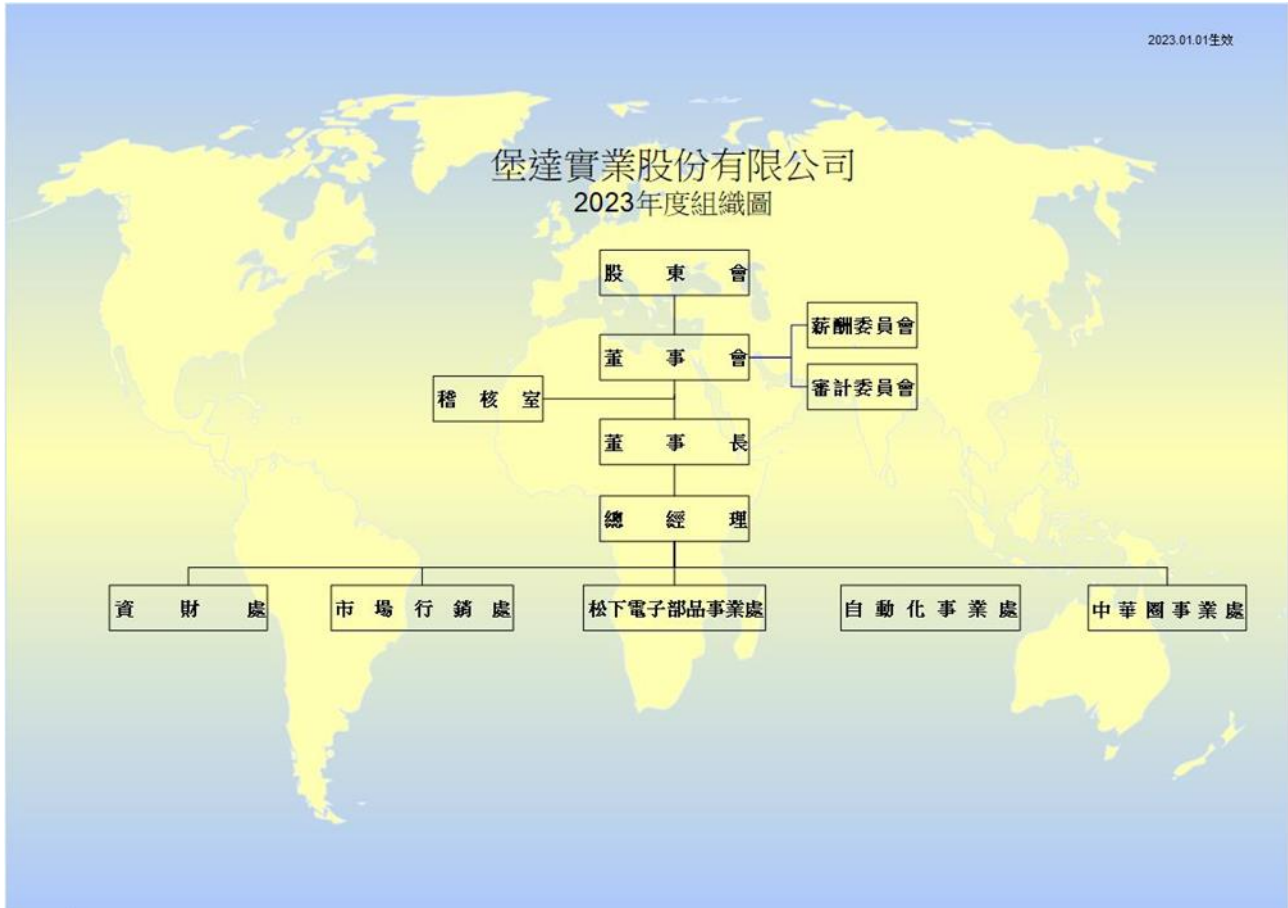 2023.01.01生效
堡達實業股份有限公司
2023年度組織圖
股東會
董事會
薪酬委員會
審計委員會
稽核室
董事長
總經理
資財處
市場行銷處
松下電子部品事業處
自動化事業處
中華圈事業處